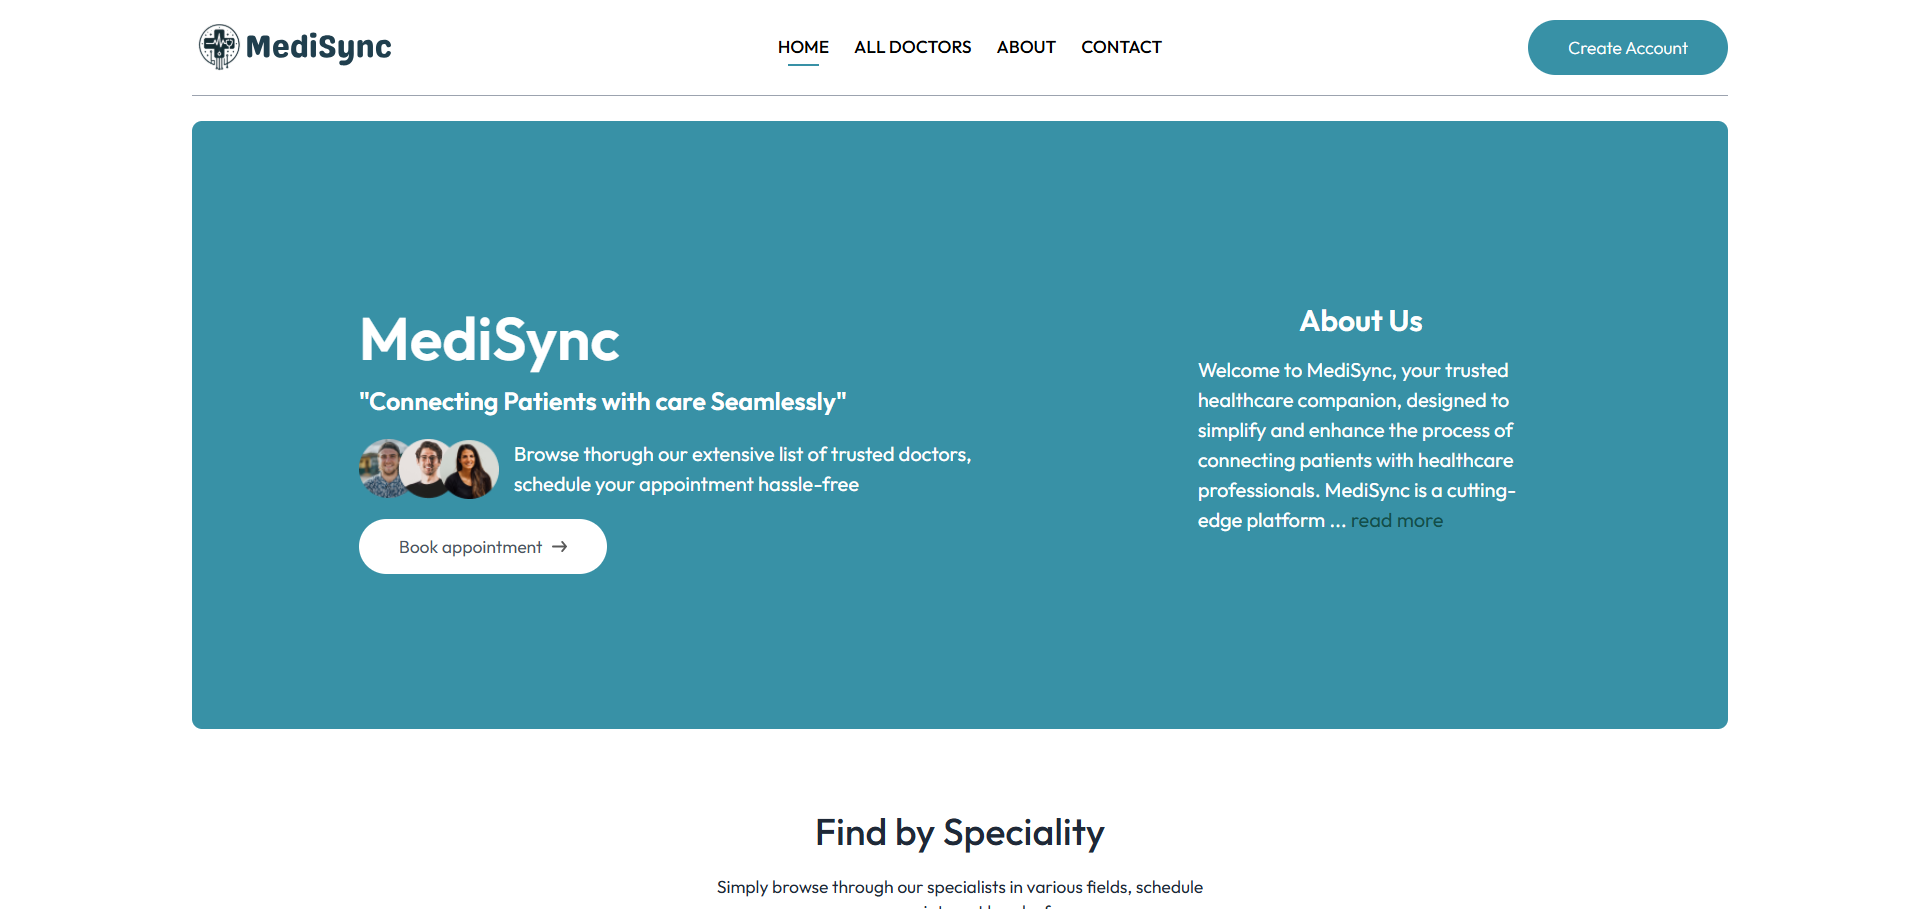 MediSync
HOME
ALL DOCTORS
ABOUT
CONTACT
Create Account
MediSync
"Connecting Patients with care Seamlessly"
Browse thorugh our extensive list of trusted doctors,
schedule your appointment hassle-free
Book appointment →
About Us
Welcome to MediSync, your trusted
healthcare companion, designed to
simplify and enhance the process of
connecting patients with healthcare
professionals. MediSync is a cutting-
edge platform ... read more
Find by Speciality
Simply browse through our specialists in various fields, schedule